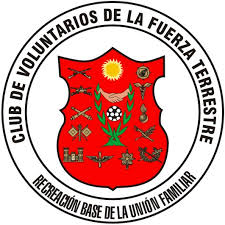 CLUB DE VOLUNTARIOS DE LA FUERZA TERRESTRE
RECREACIÓN BASE DE LA UNIÓN FAMILIAR